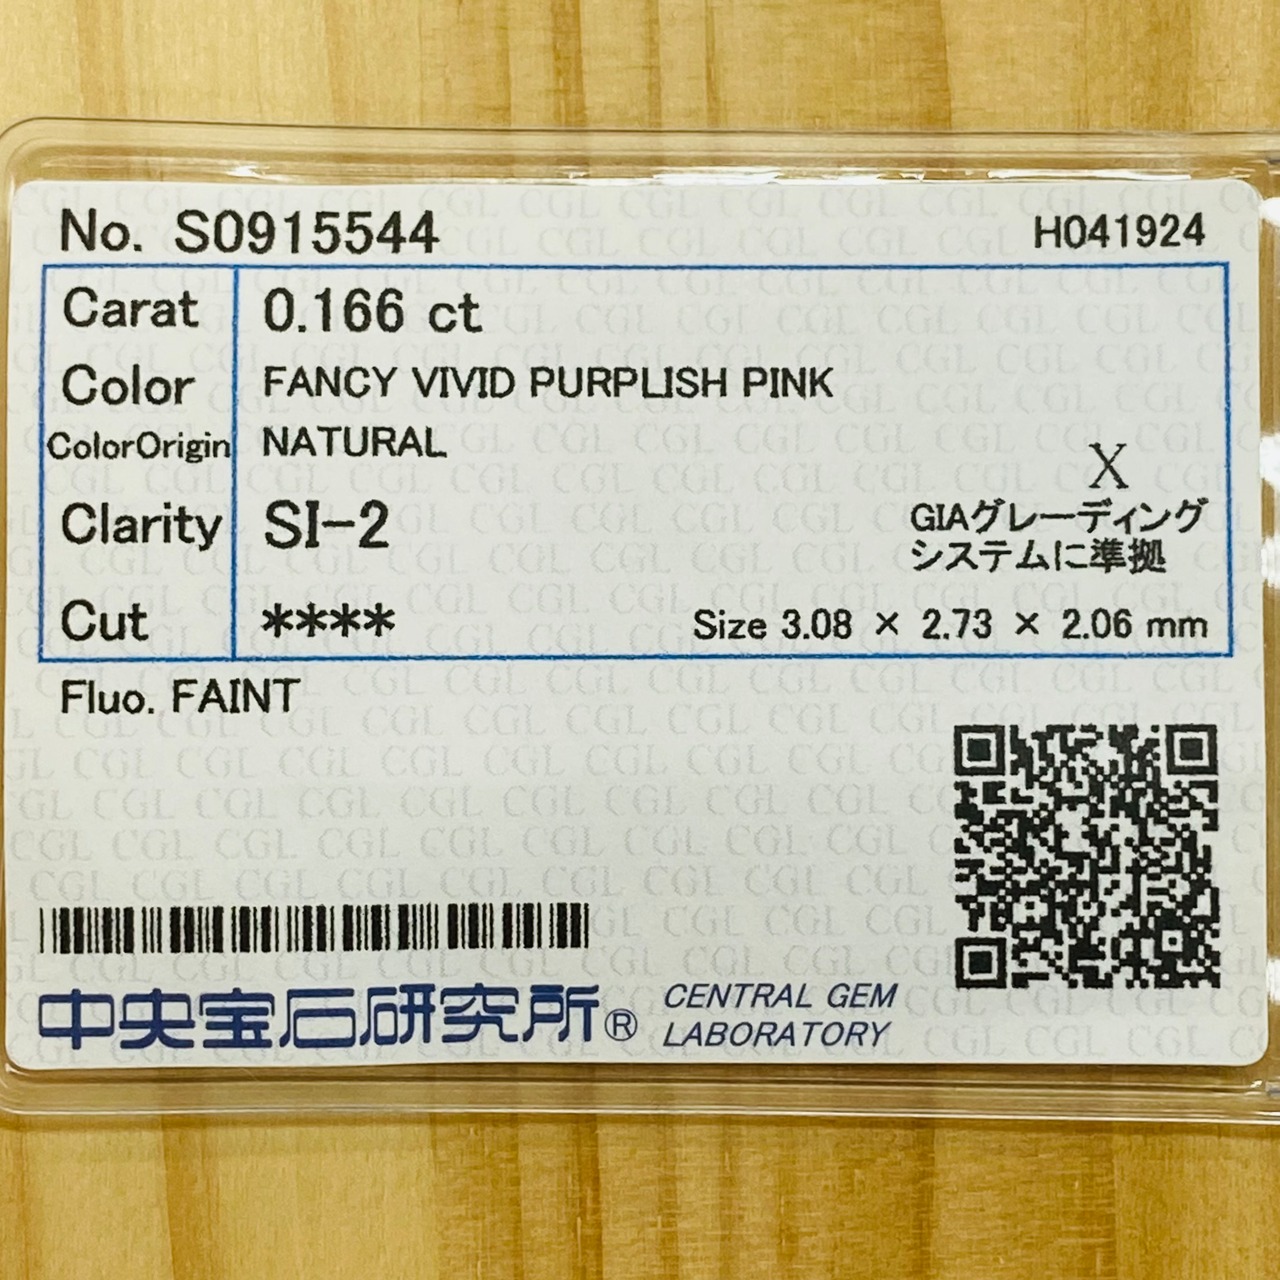 No. S0915544
H041924
Carat 0.166 ct
Color FANCY VIVID PURPLISH PINK
ColorOrigin NATURAL
X
Clarity SI-2
GIAグレーディング
システムに準拠
Cut ****
Size 3.08 × 2.73 × 2.06 mm
Fluo. FAINT
中央宝石研究所®
CENTRAL GEM
LABORATORY